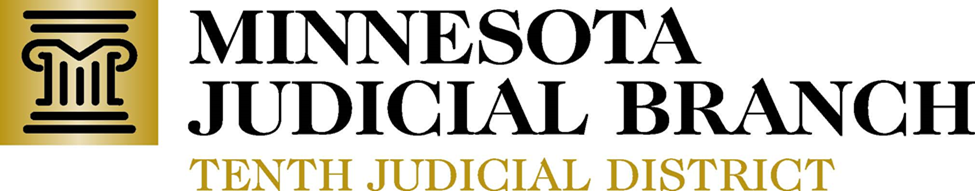 MINNESOTA
JUDICIAL BRANCH
TENTH JUDICIAL DISTRICT